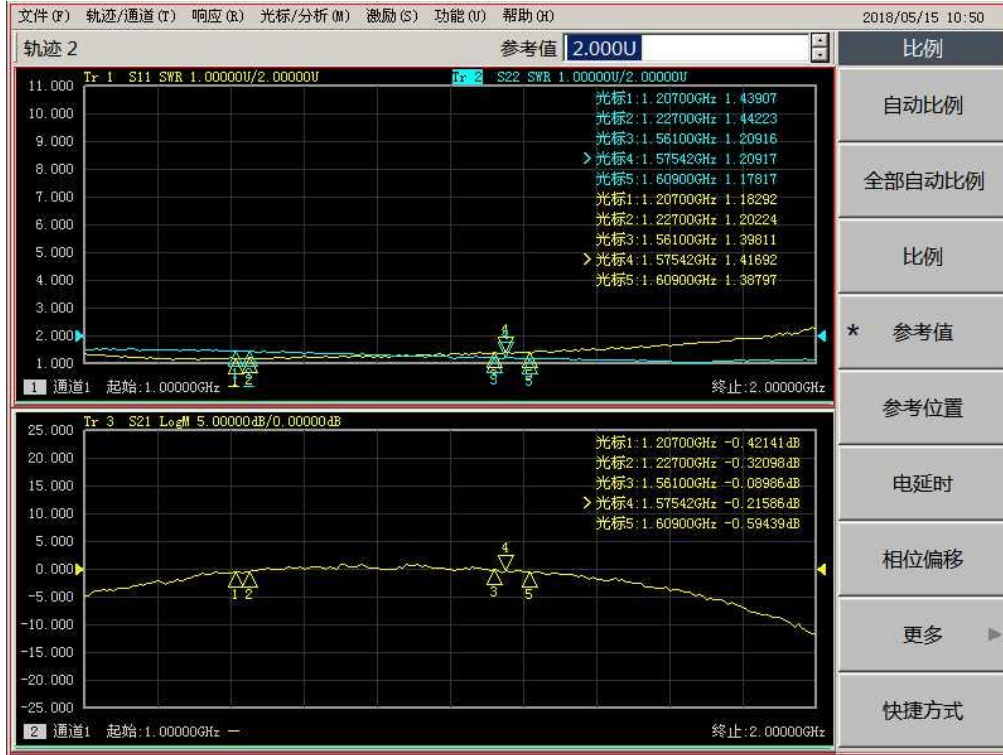 文件(F) 轨迹/通道(T) 响应(R) 光标/分析(M) 激励(S) 功能(U) 帮助(H) 2018/05/15 10:50
轨迹 2 参考值 2.000U 比例
Tr 1 S11 SWR 1.00000U/2.00000U Tr 2 S22 SWR 1.00000U/2.00000U
11.000
10.000
9.000
8.000
7.000
6.000
5.000
4.000
3.000
2.000
1.000
光标1:1.20700GHz 1.43907
光标2:1.22700GHz 1.44223
光标3:1.56100GHz 1.20916
>光标4:1.57542GHz 1.20917
光标5:1.60900GHz 1.17817
光标1:1.20700GHz 1.18292
光标2:1.22700GHz 1.20224
光标3:1.56100GHz 1.39811
>光标4:1.57542GHz 1.41692
光标5:1.60900GHz 1.38797
1 通道1 起始:1.00000GHz 终止:2.00000GHz
Tr 3 S21 LogM 5.00000dB/0.00000dB
25.000
20.000
15.000
10.000
5.000
0.000
-5.000
-10.000
-15.000
-20.000
-25.000
光标1:1.20700GHz -0.42141dB
光标2:1.22700GHz -0.32098dB
光标3:1.56100GHz -0.08986dB
>光标4:1.57542GHz -0.21586dB
光标5:1.60900GHz -0.59439dB
4
1 2 3 5
2 通道1 起始:1.00000GHz 终止:2.00000GHz
自动比例
全部自动比例
比例
* 参考值
参考位置
电延时
相位偏移
更多
快捷方式